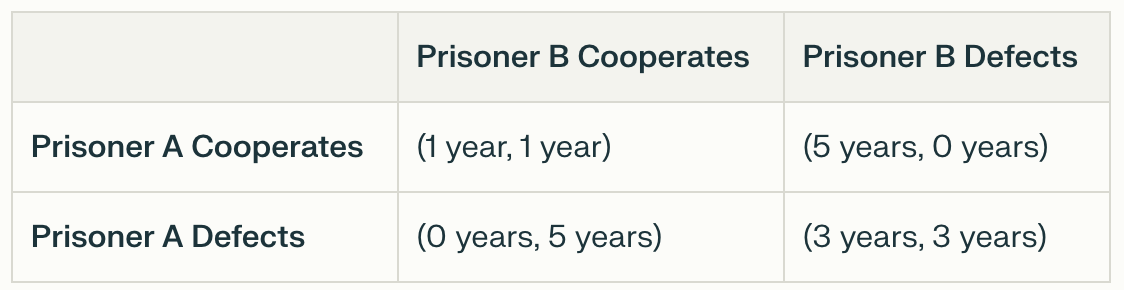 Prisoner B Cooperates Prisoner B Defects
Prisoner A Cooperates (1 year, 1 year) (5 years, 0 years)
Prisoner A Defects (0 years, 5 years) (3 years, 3 years)